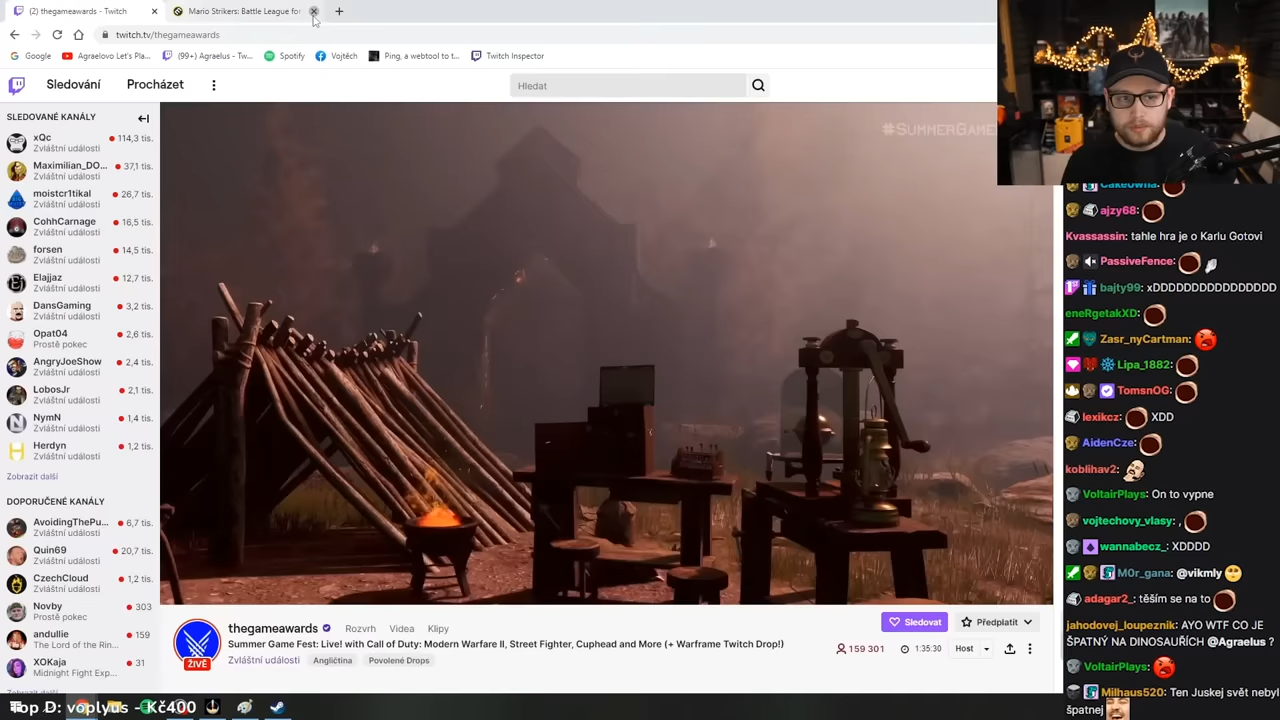 (2) thegameawards - Twitch
Mario Strikers: Battle League for
twitch.tv/thegameawards
Google
Agraelovo Let's Pla...
(99+) Agraelus - Tw...
Spotify
Vojtěch
Ping, a webtool to t...
Twitch Inspector
Sledování
Procházet
Hledat
SLEDOVANÉ KANÁLY
xQc
114,3 tis.
Zvláštní události
Maximilian_DO...
37,1 tis.
Zvláštní události
moistcr1tikal
26,7 tis.
Zvláštní události
CohhCarnage
16,5 tis.
Zvláštní události
forsen
14,5 tis.
Zvláštní události
Elajjaz
12,7 tis.
Zvláštní události
DansGaming
3,2 tis.
Zvláštní události
Opat04
2,6 tis.
Prostě pokec
AngryJoeShow
2,4 tis.
Zvláštní události
LobosJr
2,1 tis.
Zvláštní události
NymN
1,4 tis.
Zvláštní události
Herdyn
1,2 tis.
Zvláštní události
Zobrazit další
DOPORUČENÉ KANÁLY
AvoidingThePu...
6,7 tis.
Zvláštní události
Quin69
20,7 tis.
Zvláštní události
CzechCloud
1,2 tis.
Zvláštní události
Novby
303
Prostě pokec
andullie
159
The Lord of the Rin...
XOKaja
31
Midnight Fight Exp...
Zobrazit další
#SUMMERGAME
ŽIVĚ
thegameawards
Rozvrh
Videa
Klipy
Summer Game Fest: Live! with Call of Duty: Modern Warfare II, Street Fighter, Cuphead and More (+ Warframe Twitch Drop!)
Zvláštní události
Angličtina
Povolené Drops
Sledovat
Předplatit
159 301
1:35:30
Host
Top D: voplyus - Kč400
CakeOwna:
ajzy68:
Kvassassin: tahle hra je o Karlu Gotovi
PassiveFence:
bajty99: xDDDDDDDDDDDDDDDD
eneRgetakXD:
Zasr_nyCartman:
Lipa_1882:
TomsnOG:
lexikcz: XDD
AidenCze:
koblihav2:
VoltairPlays: On to vypne
vojtechovy_vlasy: ,
wannabecz_: XDDDD
M0r_gana: @vikmly
adagar2_: těším se na to
jahodovej_loupeznik: AYO WTF CO JE
ŠPATNÝ NA DINOSAUŘÍCH @Agraelus ?
VoltairPlays:
Milhaus520: Ten Juskej svět nebyl
špatnej